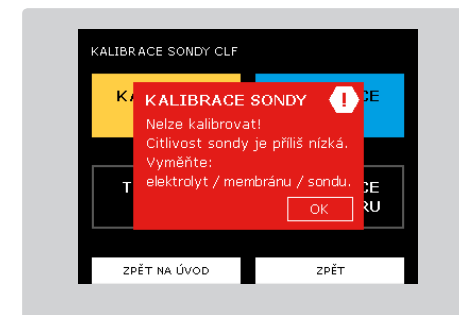 KALIBRACE SONDY CLF
KALIBRACE SONDY
!
Nelze kalibrovat!
Citlivost sondy je příliš nízká.
Vyměňte:
elektrolyt / membránu / sondu.
OK
ZPĚT NA ÚVOD
ZPĚT